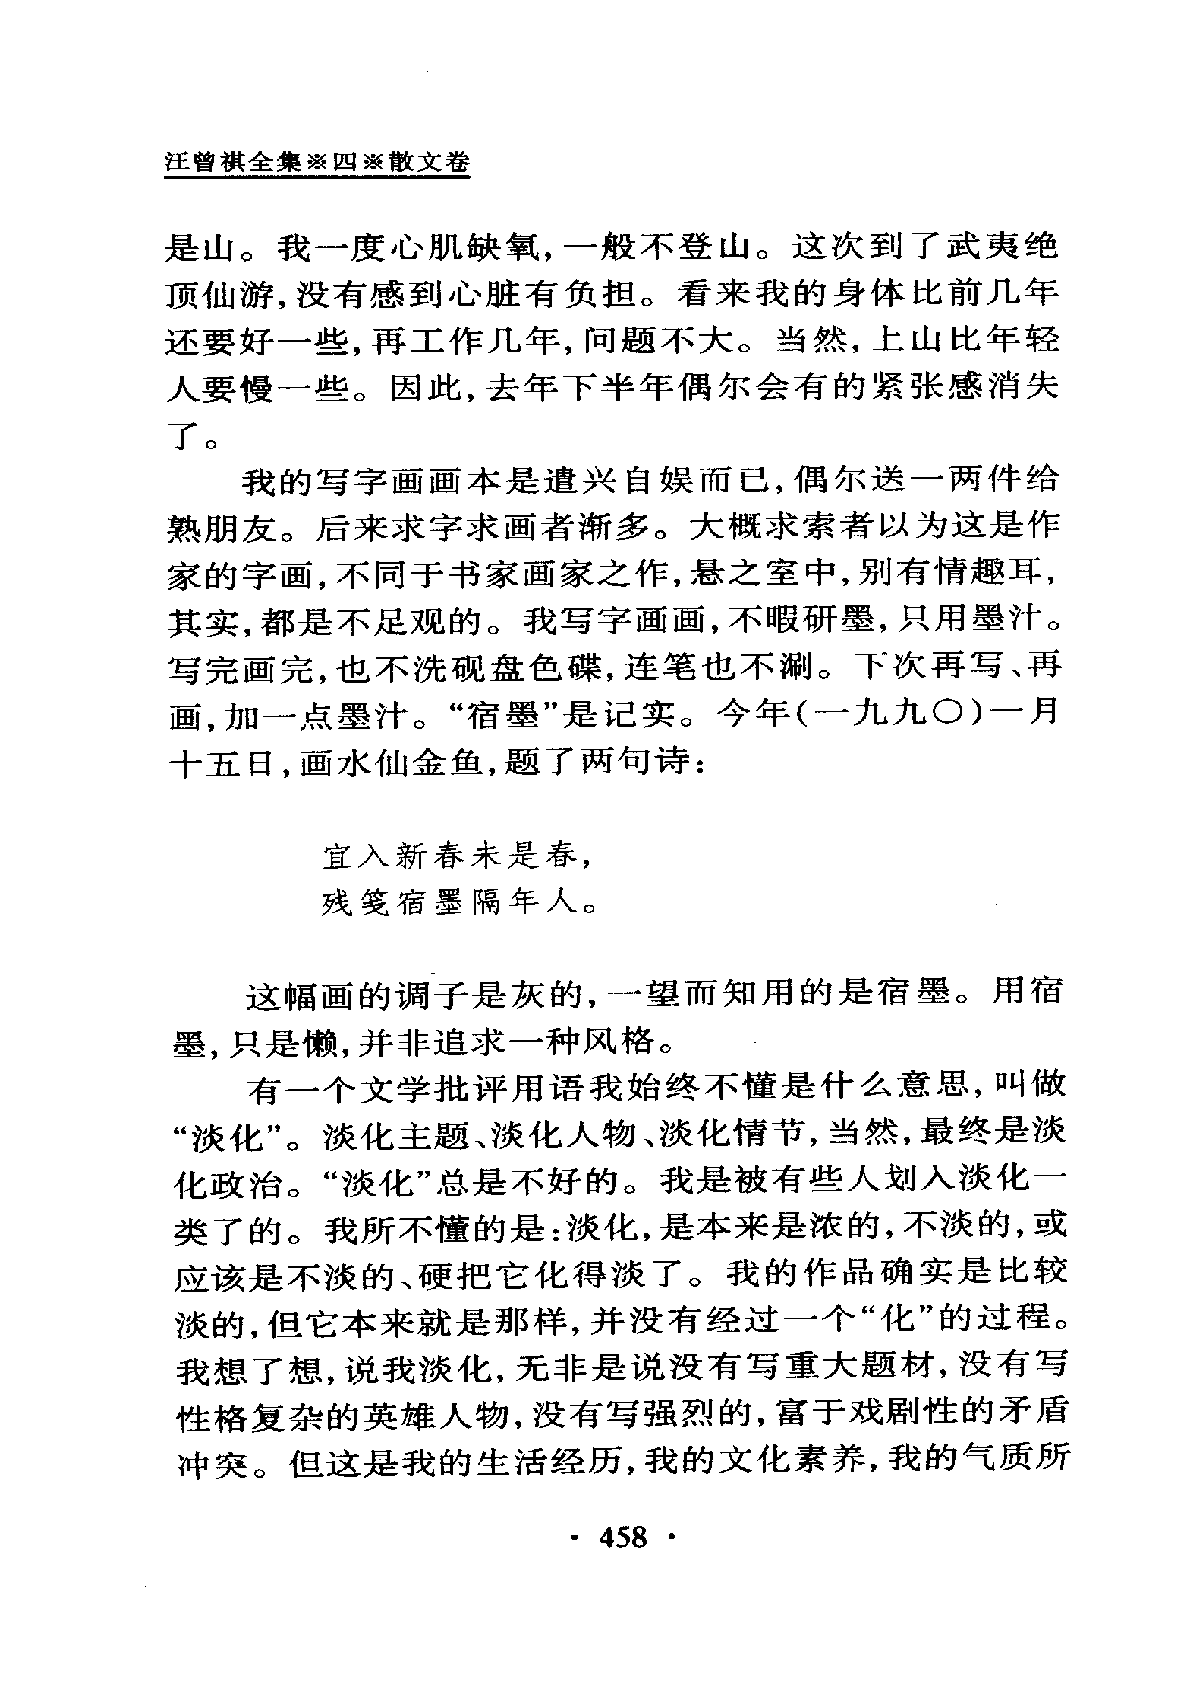 汪曾祺全集※四※散文卷
是山。我一度心肌缺氧,一般不登山。这次到了武夷绝
顶仙游,没有感到心脏有负担。看来我的身体比前几年
还要好一些,再工作几年,问题不大。当然,上山比年轻
人要慢一些。因此,去年下半年偶尔会有的紧张感消失
了。
我的写字画画本是遣兴自娱而已,偶尔送一两件给
熟朋友。后来求字求画者渐多。大概求索者以为这是作
家的字画,不同于书家画家之作,悬之室中,别有情趣耳,
其实,都是不足观的。我写字画画,不暇研墨,只用墨汁。
写完画完,也不洗砚盘色碟,连笔也不涮。下次再写、再
画,加一点墨汁。“宿墨”是记实。今年(一九九〇)一月
十五日,画水仙金鱼,题了两句诗:
宜入新春未是春,
残笺宿墨隔年人。
这幅画的调子是灰的,一望而知用的是宿墨。用宿
墨,只是懒,并非追求一种风格。
有一个文学批评用语我始终不懂是什么意思,叫做
“淡化”。淡化主题、淡化人物、淡化情节,当然,最终是淡
化政治。“淡化”总是不好的。我是被有些人划入淡化一
类了的。我所不懂的是:淡化,是本来是浓的,不淡的,或
应该是不淡的、硬把它化得淡了。我的作品确实是比较
淡的,但它本来就是那样,并没有经过一个“化”的过程。
我想了想,说我淡化,无非是说没有写重大题材,没有写
性格复杂的英雄人物,没有写强烈的,富于戏剧性的矛盾
冲突。但这是我的生活经历,我的文化素养,我的气质所
· 458 ·